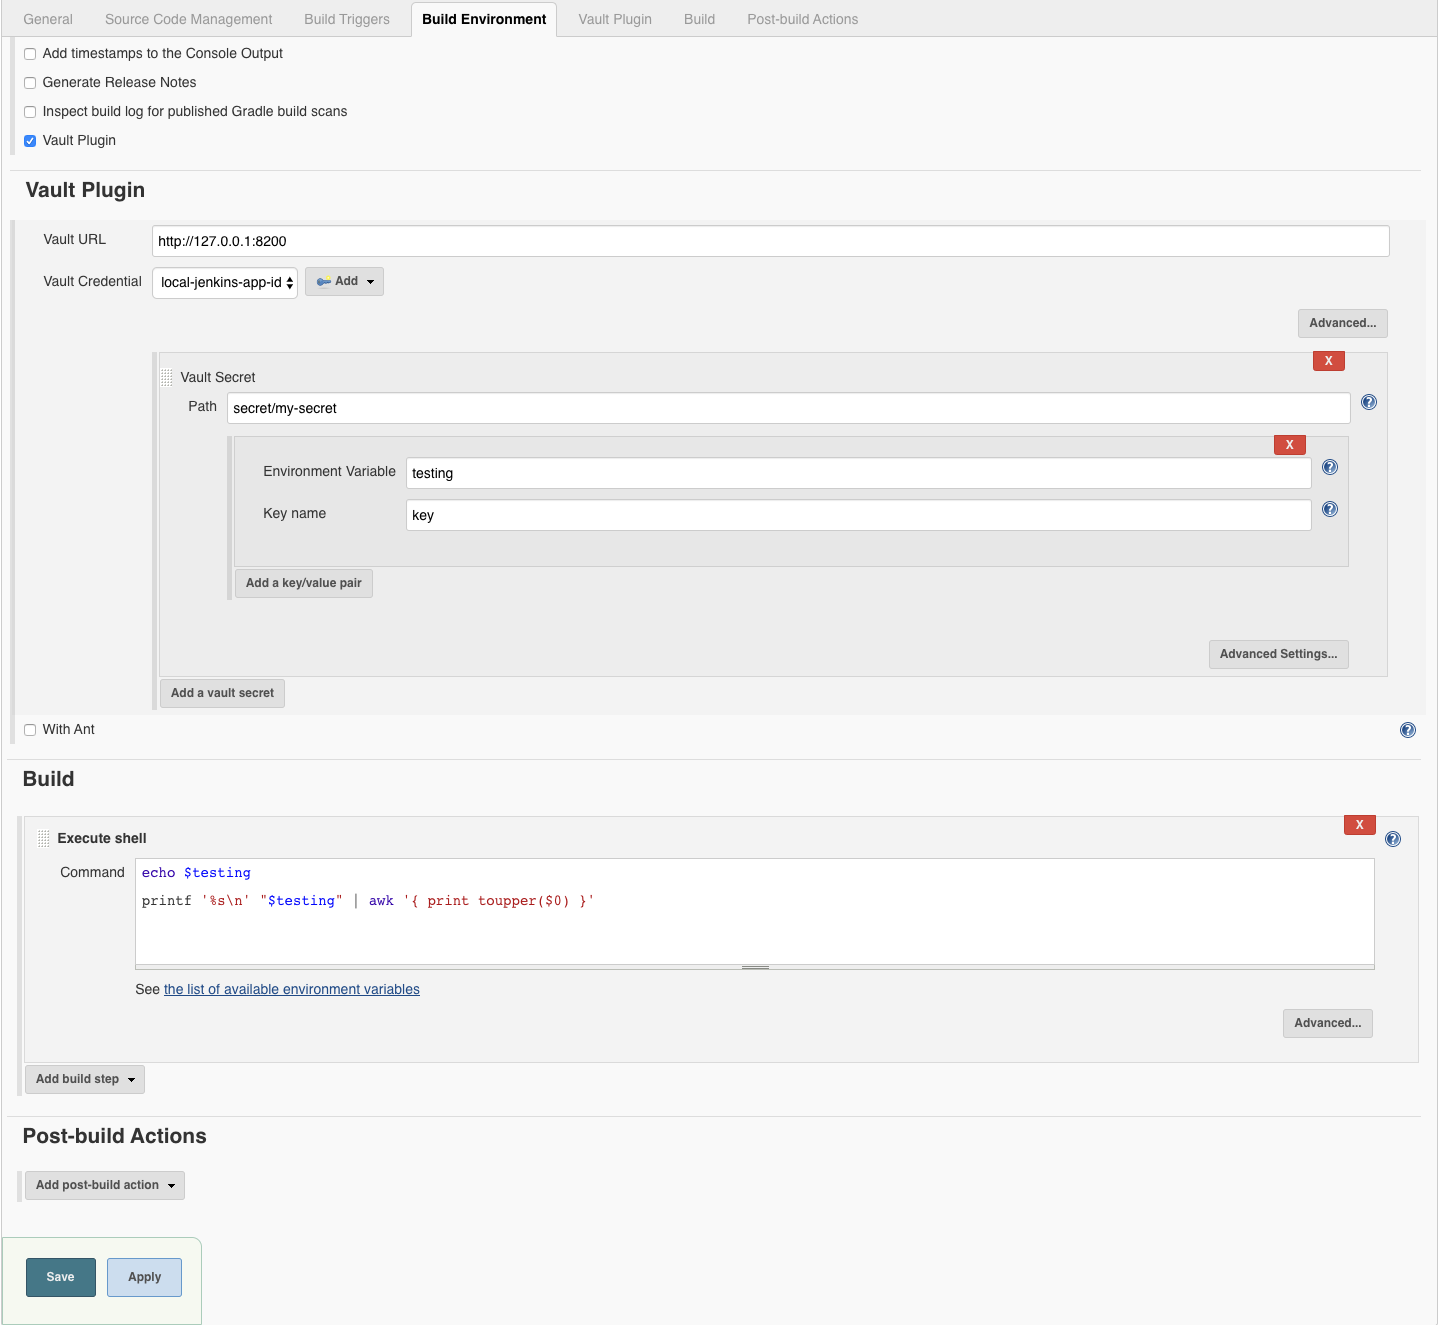 General Source Code Management Build Triggers Build Environment Vault Plugin Build Post-build Actions
Add timestamps to the Console Output
Generate Release Notes
Inspect build log for published Gradle build scans
Vault Plugin
Vault Plugin
Vault URL http://127.0.0.1:8200
Vault Credential local-jenkins-app-id Add
Advanced...
X
Vault Secret
Path secret/my-secret
X
Environment Variable testing
Key name key
Add a key/value pair
Advanced Settings...
Add a vault secret
With Ant
Build
X
Execute shell
Command echo $testing
printf '%s\n' "$testing" | awk '{ print toupper($0) }'
See the list of available environment variables
Advanced...
Add build step
Post-build Actions
Add post-build action
Save Apply